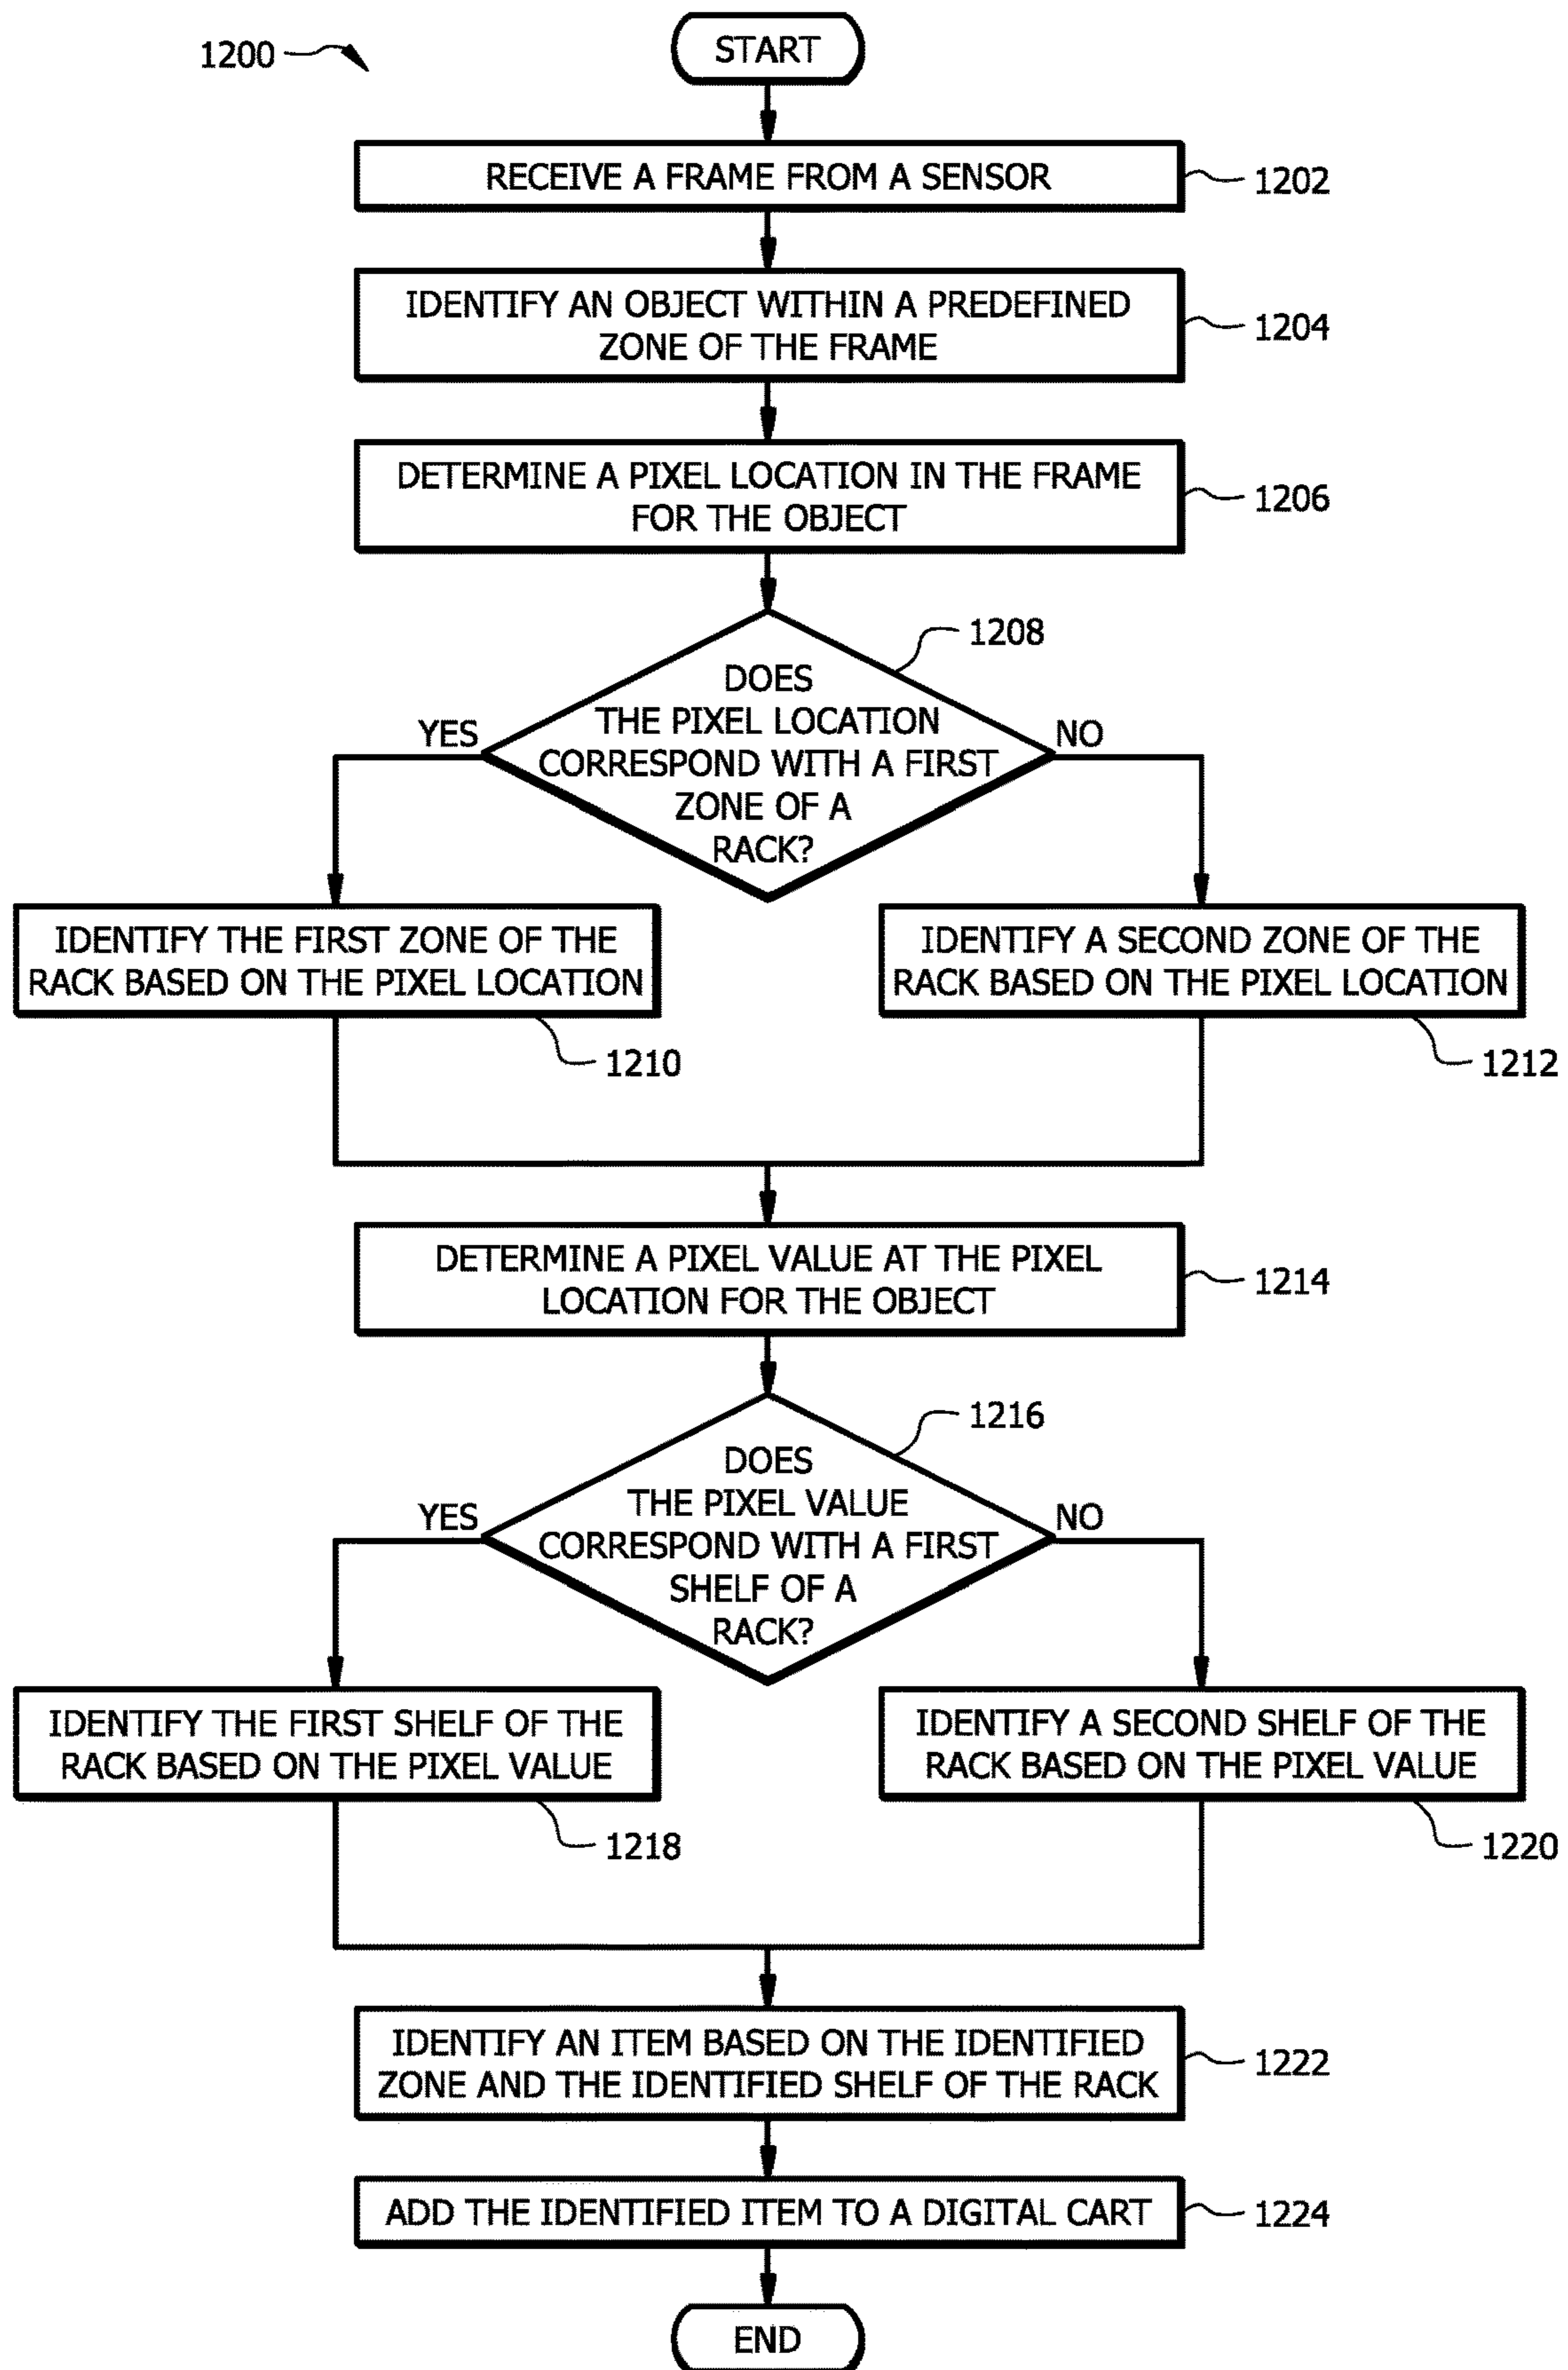 1200
START
RECEIVE A FRAME FROM A SENSOR
1202
IDENTIFY AN OBJECT WITHIN A PREDEFINED
ZONE OF THE FRAME
1204
DETERMINE A PIXEL LOCATION IN THE FRAME
FOR THE OBJECT
1206
1208
DOES
THE PIXEL LOCATION
CORRESPOND WITH A FIRST
ZONE OF A
RACK?
YES
NO
IDENTIFY THE FIRST ZONE OF THE
RACK BASED ON THE PIXEL LOCATION
1210
IDENTIFY A SECOND ZONE OF THE
RACK BASED ON THE PIXEL LOCATION
1212
DETERMINE A PIXEL VALUE AT THE PIXEL
LOCATION FOR THE OBJECT
1214
1216
DOES
THE PIXEL VALUE
CORRESPOND WITH A FIRST
SHELF OF A
RACK?
YES
NO
IDENTIFY THE FIRST SHELF OF THE
RACK BASED ON THE PIXEL VALUE
1218
IDENTIFY A SECOND SHELF OF THE
RACK BASED ON THE PIXEL VALUE
1220
IDENTIFY AN ITEM BASED ON THE IDENTIFIED
ZONE AND THE IDENTIFIED SHELF OF THE RACK
1222
ADD THE IDENTIFIED ITEM TO A DIGITAL CART
1224
END